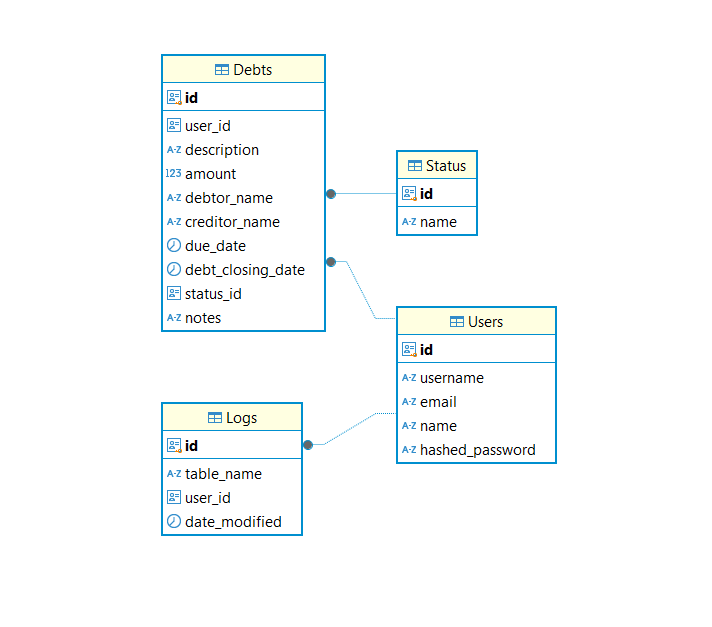 Debts
id
user_id
A-Z description
123 amount
A-Z debtor_name
A-Z creditor_name
due_date
debt_closing_date
status_id
A-Z notes
Status
id
A-Z name
Users
id
A-Z username
A-Z email
A-Z name
A-Z hashed_password
Logs
id
A-Z table_name
user_id
date_modified